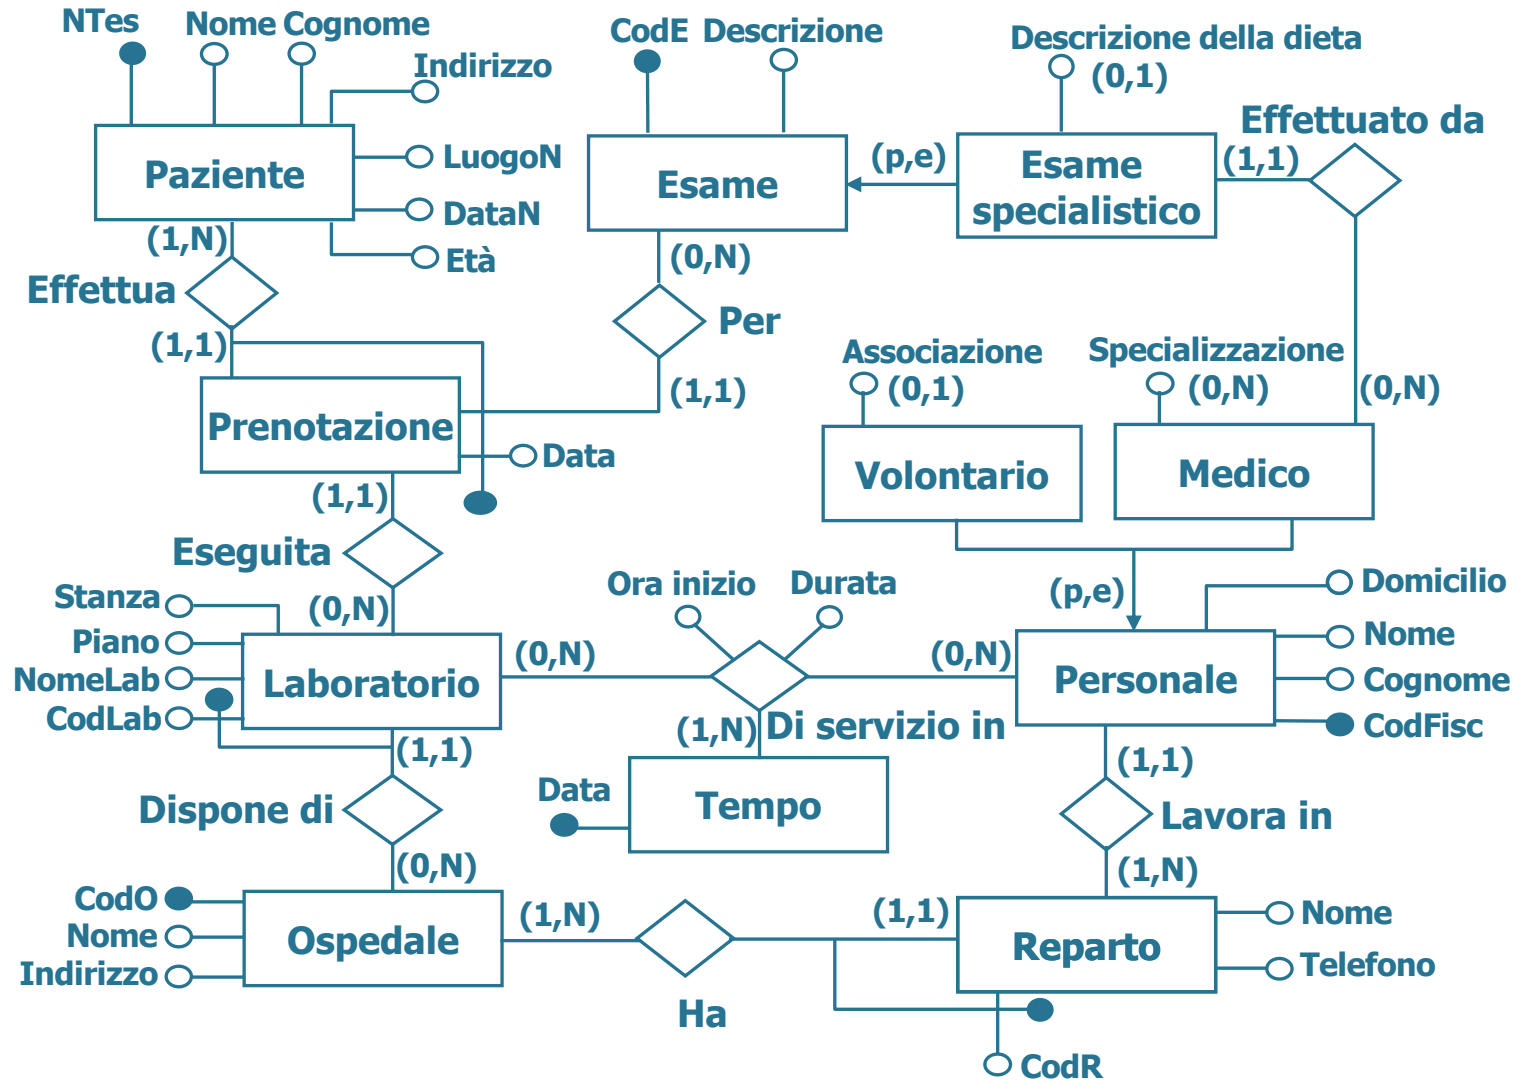 NTes
Nome Cognome
Indirizzo
Paziente
LuogoN
DataN
Età
(1,N)
Effettua
(1,1)
CodE Descrizione
Esame
(p,e)
(0,N)
Per
(1,1)
Descrizione della dieta
(0,1)
Esame
specialistico
Effettuato da
(1,1)
(0,N)
Prenotazione
Data
(1,1)
Eseguita
(0,N)
Associazione
(0,1)
Volontario
Specializzazione
(0,N)
Medico
(p,e)
Stanza
Piano
NomeLab
CodLab
Laboratorio
(0,N)
Ora inizio
Durata
(0,N)
Di servizio in
(1,N)
Data
Tempo
Personale
Domicilio
Nome
Cognome
CodFisc
(1,1)
Lavora in
(1,N)
(1,1)
Dispone di
(0,N)
CodO
Nome
Indirizzo
Ospedale
(1,N)
Ha
(1,1)
Reparto
Nome
Telefono
CodR